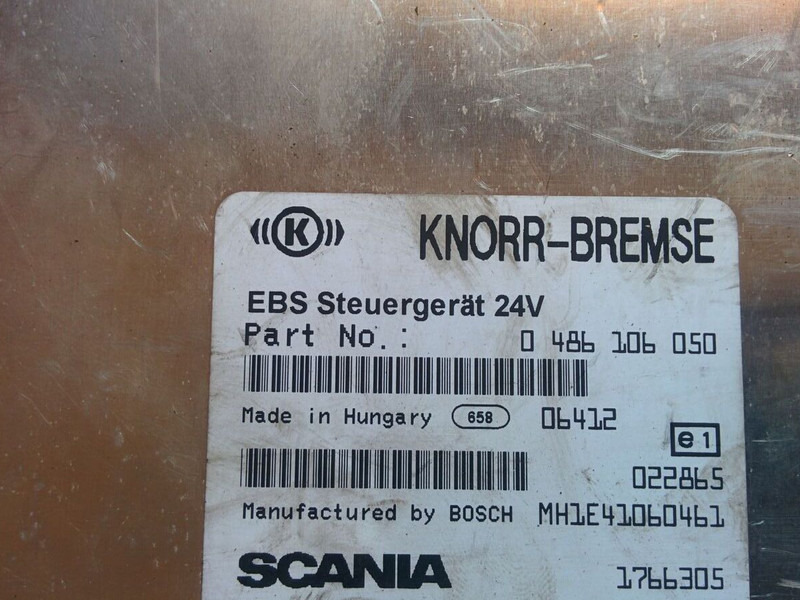 ((K)) KNORR-BREMSE
EBS Steuergerät 24V
Part No.: 0 486 106 050
Made in Hungary 658 06412
e1
022865
Manufactured by BOSCH MH1E41060461
SCANIA 1766305